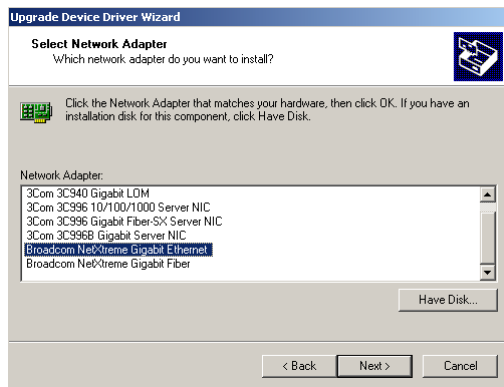 Upgrade Device Driver Wizard
Select Network Adapter
Which network adapter do you want to install?
Click the Network Adapter that matches your hardware, then click OK. If you have an
installation disk for this component, click Have Disk.
Network Adapter:
3Com 3C940 Gigabit LOM
3Com 3C996 10/100/1000 Server NIC
3Com 3C996 Gigabit Fiber-SX Server NIC
3Com 3C996B Gigabit Server NIC
Broadcom NetXtreme Gigabit Ethernet
Broadcom NetXtreme Gigabit Fiber
Have Disk...
< Back Next > Cancel